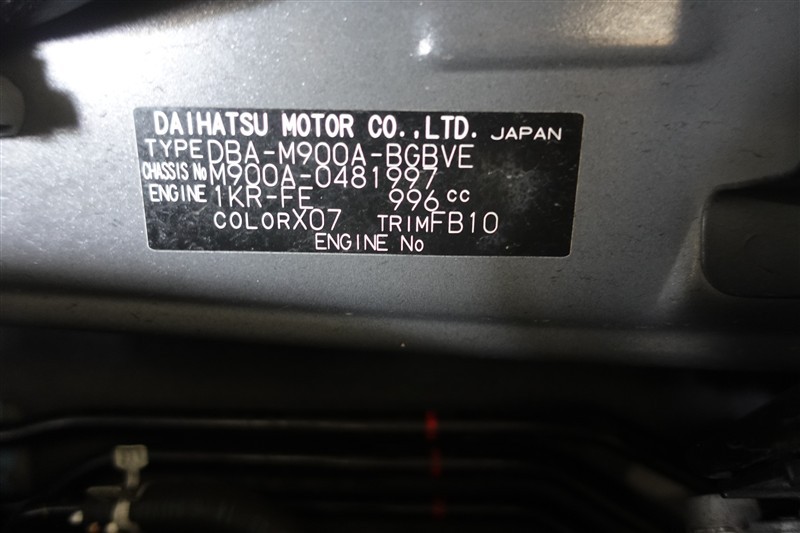 DAIHATSU MOTOR CO.,LTD. JAPAN
TYPE DBA-M900A-BGBVE
CHASSIS No M900A-0481997
ENGINE 1KR-FE 996 cc
COLOR X07 TRIM FB10
ENGINE No